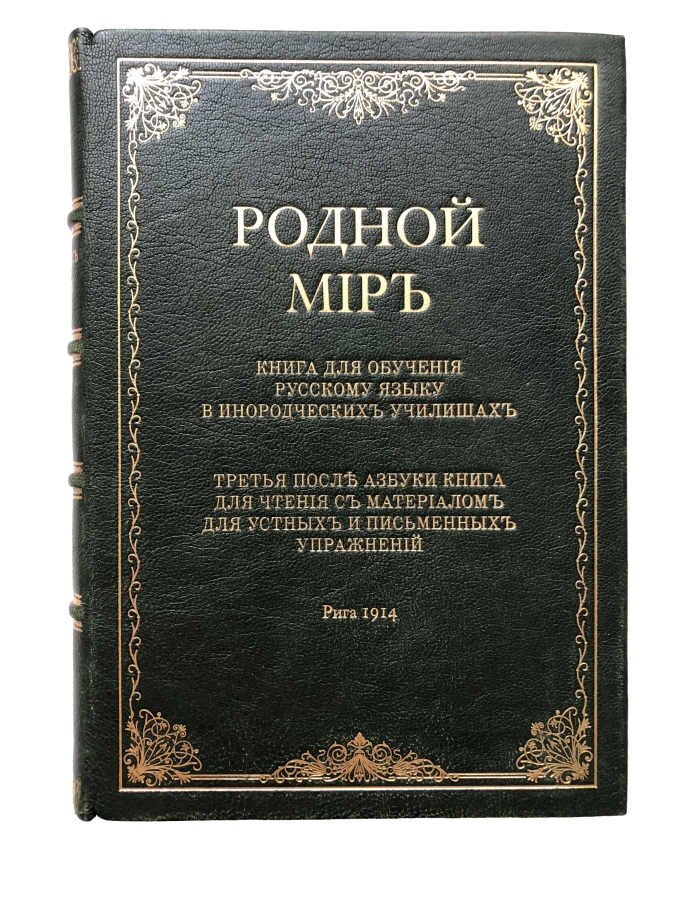 РОДНОЙ
МІРЪ
КНИГА ДЛЯ ОБУЧЕНІЯ
РУССКОМУ ЯЗЫКУ
В ИНОРОДЧЕСКИХЪ УЧИЛИЩАХЪ
ТРЕТЬЯ ПОСЛѢ АЗБУКИ КНИГА
ДЛЯ ЧТЕНІЯ СЪ МАТЕРІАЛОМЪ
ДЛЯ УСТНЫХЪ И ПИСЬМЕННЫХЪ
УПРАЖНЕНІЙ
Рига 1914